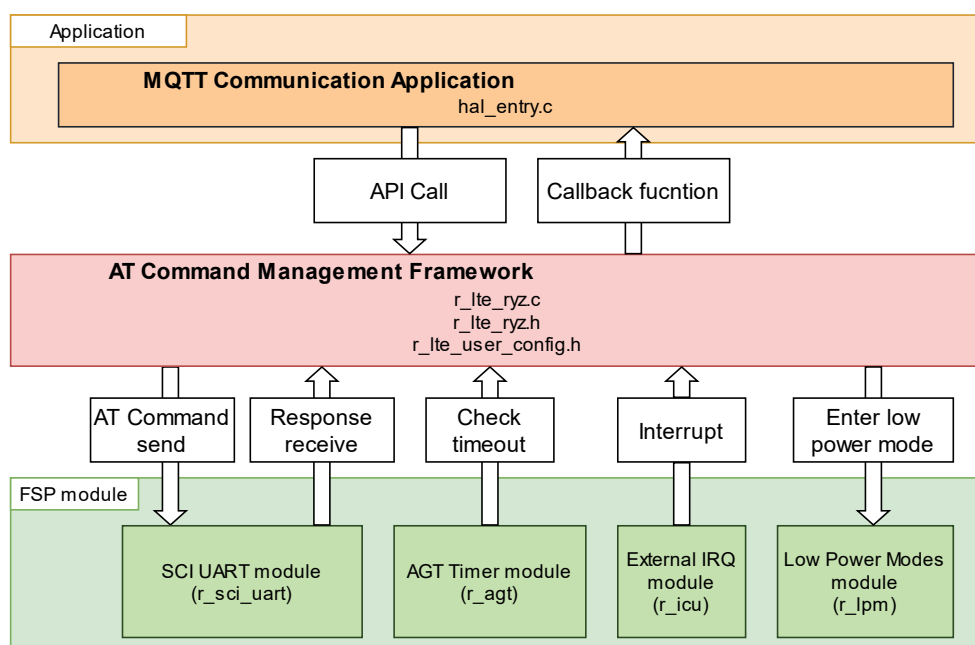 Application
MQTT Communication Application
hal_entry.c
API Call
Callback fucntion
AT Command Management Framework
r_lte_ryz.c
r_lte_ryz.h
r_lte_user_config.h
AT Command
send
Response
receive
Check
timeout
Interrupt
Enter low
power mode
FSP module
SCI UART module
(r_sci_uart)
AGT Timer module
(r_agt)
External IRQ
module
(r_icu)
Low Power Modes
module
(r_lpm)